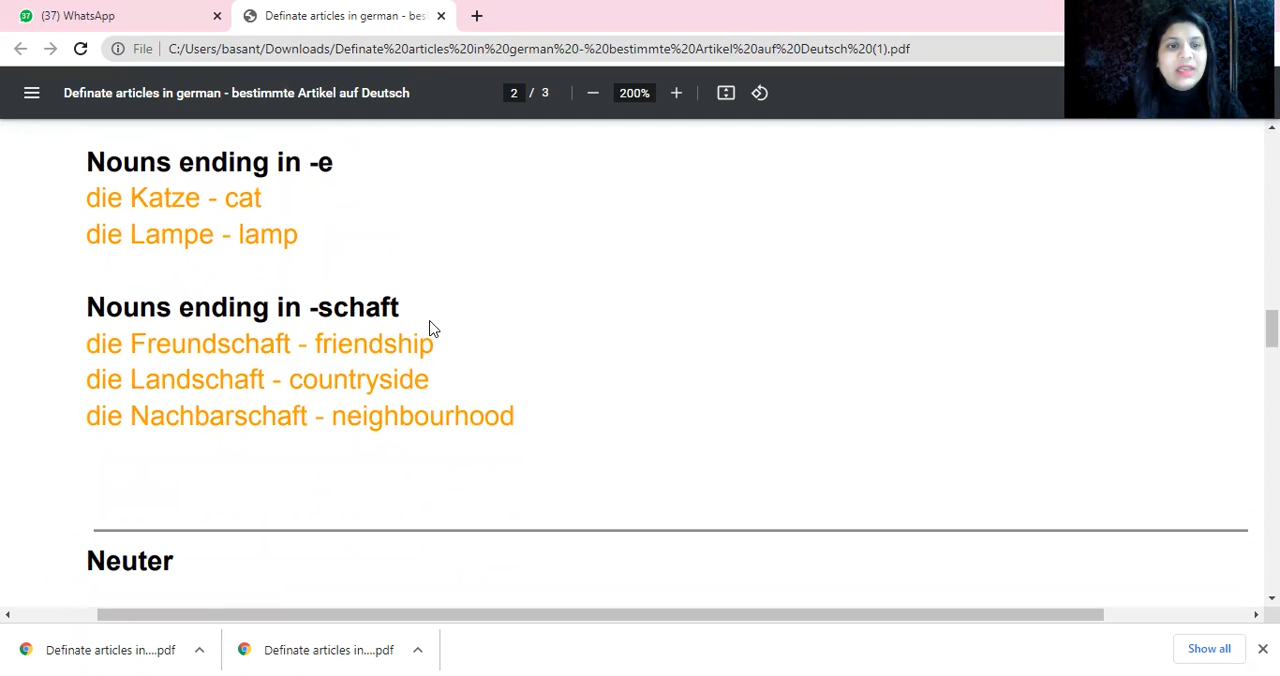 37 (37) WhatsApp
Definate articles in german - bes
File C:/Users/basant/Downloads/Definate%20articles%20in%20german%20-%20bestimmte%20Artikel%20auf%20Deutsch%20(1).pdf
Definate articles in german - bestimmte Artikel auf Deutsch 2 / 3 200%
Nouns ending in -e
die Katze - cat
die Lampe - lamp
Nouns ending in -schaft
die Freundschaft - friendship
die Landschaft - countryside
die Nachbarschaft - neighbourhood
Neuter
Definate articles in....pdf Definate articles in....pdf Show all